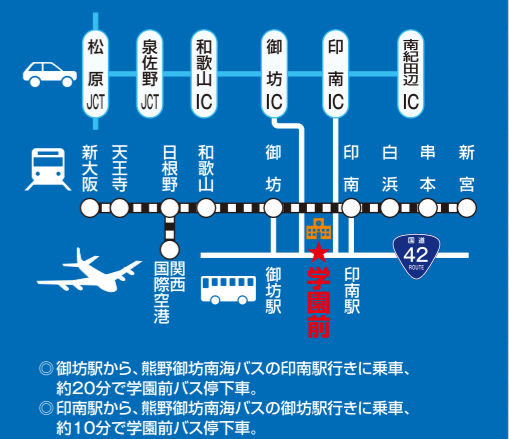 松原JCT
泉佐野JCT
和歌山IC
御坊IC
印南IC
南紀田辺IC
新大阪
天王寺
日根野
和歌山
御坊
印南
白浜
串本
新宮
関西
国際空港
御坊駅
学園前
印南駅
国道
42
ROUTE
◎御坊駅から、熊野御坊南海バスの印南駅行きに乗車、
約20分で学園前バス停下車。
◎印南駅から、熊野御坊南海バスの御坊駅行きに乗車、
約10分で学園前バス停下車。